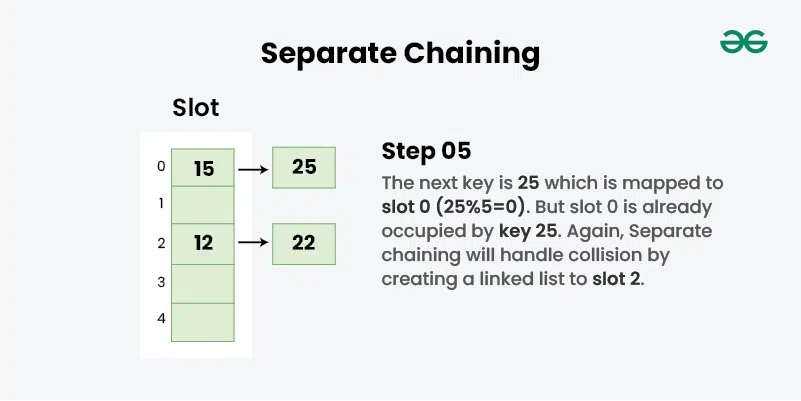 Separate Chaining
Slot
0 15 25
1
2 12 22
3
4
Step 05
The next key is 25 which is mapped to
slot 0 (25%5=0). But slot 0 is already
occupied by key 25. Again, Separate
chaining will handle collision by
creating a linked list to slot 2.